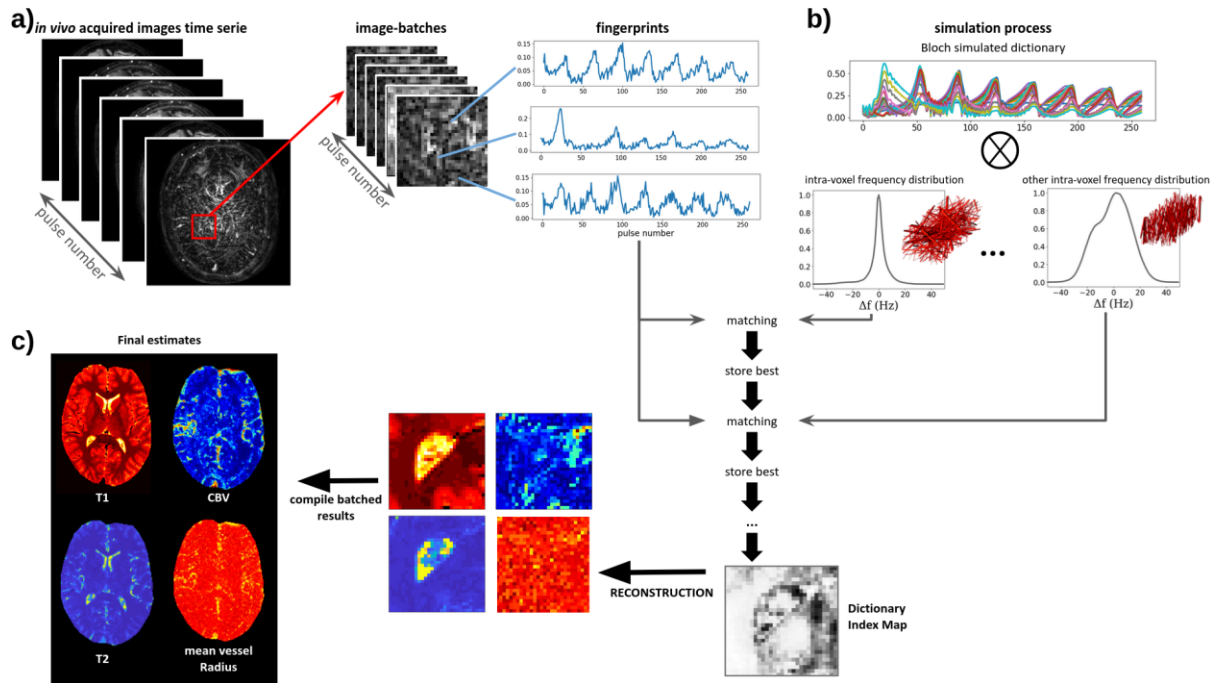 a)
in vivo acquired images time serie
pulse number
image-batches
pulse number
fingerprints
0.15
0.10
0.05
0 50 100 150 200 250
0.2
0.1
0.0
0 50 100 150 200 250
0.15
0.10
0.05
0.00
0 50 100 150 200 250
pulse number
b)
simulation process
Bloch simulated dictionary
0.50
0.25
0.00
0 50 100 150 200 250
intra-voxel frequency distribution
1.0
0.8
0.6
0.4
0.2
0.0
−40 −20 0 20 40
Δf (Hz)
...
other intra-voxel frequency distribution
1.0
0.8
0.6
0.4
0.2
0.0
−40 −20 0 20 40
Δf (Hz)
matching
store best
matching
store best
...
Dictionary
Index Map
RECONSTRUCTION
compile batched
results
c)
Final estimates
T1
CBV
T2
mean vessel
Radius